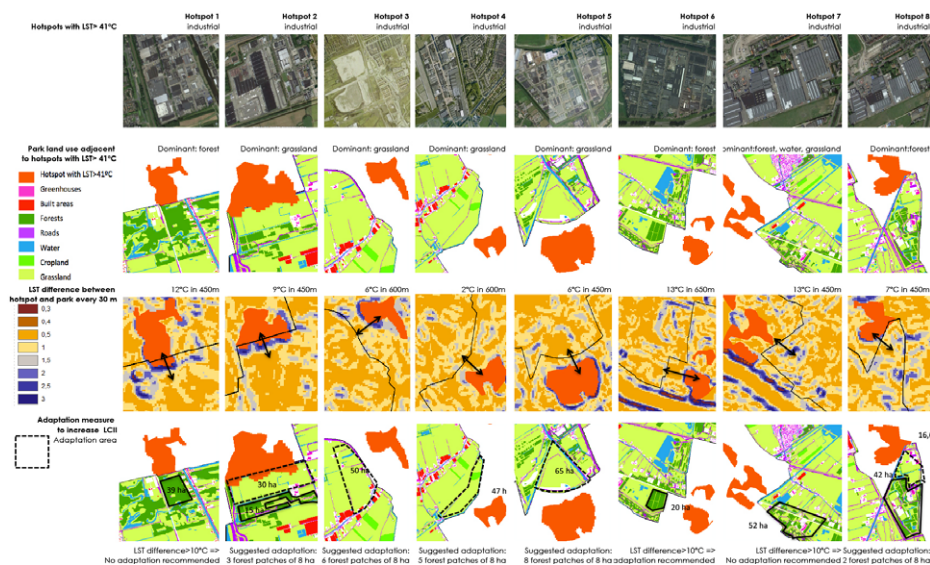 Hotspots with LST> 41ºC
Hotspot 1
industrial
Hotspot 2
industrial
Hotspot 3
industrial
Hotspot 4
industrial
Hotspot 5
industrial
Hotspot 6
industrial
Hotspot 7
industrial
Hotspot 8
industrial
Park land use adjacent
to hotspots with LST> 41ºC
Dominant: forest
Dominant: grassland
Dominant: grassland
Dominant: grassland
Dominant: grassland
Dominant: forest
ominant:forest, water, grassland
Dominant:forest
Hotspot with LST>41ºC
Greenhouses
Built areas
Forests
Roads
Water
Cropland
Grassland
LST difference between
hotspot and park every 30 m
12ºC in 450m
9ºC in 450m
6ºC in 600m
2ºC in 600m
6ºC in 450m
13ºC in 650m
13ºC in 450m
7ºC in 450m
0,3
0,4
0,5
1
1,5
2
2,5
3
Adaptation measure
to increase LCII
Adaptation area
39 ha
30 ha
15 ha
50 ha
47 h
65 ha
20 ha
52 ha
42 ha
16,
LST difference>10ºC =>
No adaptation recommended
Suggested adaptation:
3 forest patches of 8 ha
Suggested adaptation:
6 forest patches of 8 ha
Suggested adaptation:
5 forest patches of 8 ha
Suggested adaptation:
8 forest patches of 8 ha
LST difference>10ºC =>
adaptation recommended
LST difference>10ºC =>
No adaptation recommended
Suggested adaptation:
2 forest patches of 8 ha